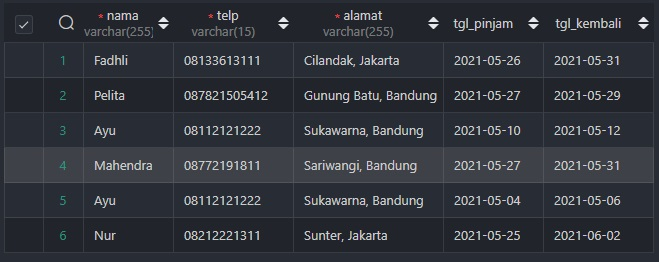 * nama * telp * alamat tgl_pinjam tgl_kembali
varchar(255) varchar(15) varchar(255)
1 Fadhli 08133613111 Cilandak, Jakarta 2021-05-26 2021-05-31
2 Pelita 087821505412 Gunung Batu, Bandung 2021-05-27 2021-05-29
3 Ayu 08112121222 Sukawarna, Bandung 2021-05-10 2021-05-12
4 Mahendra 08772191811 Sariwangi, Bandung 2021-05-27 2021-05-31
5 Ayu 08112121222 Sukawarna, Bandung 2021-05-04 2021-05-06
6 Nur 08212221311 Sunter, Jakarta 2021-05-25 2021-06-02